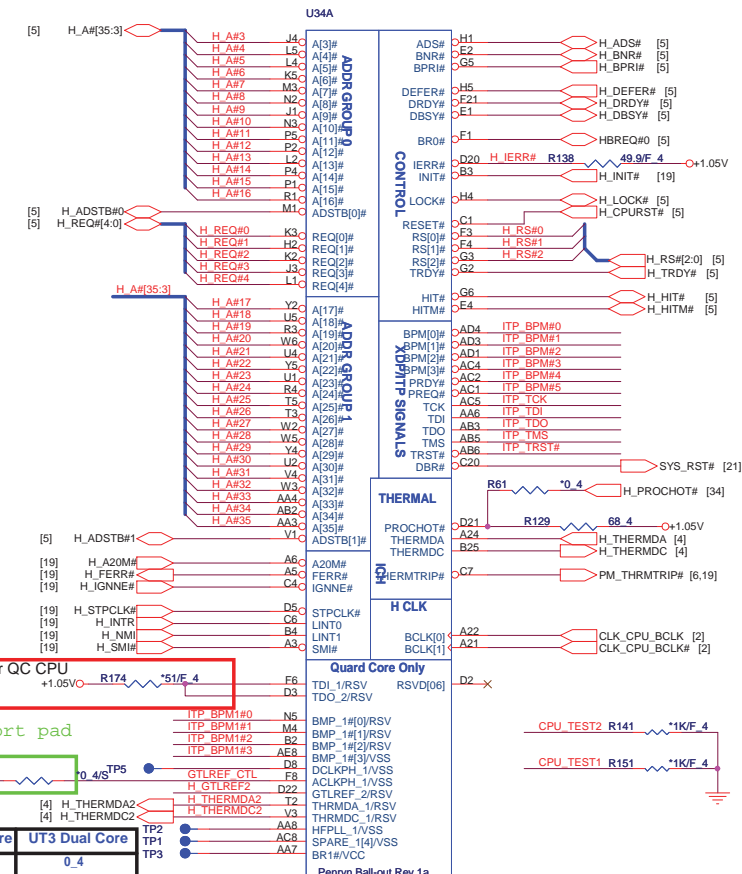 U34A
[5] H_A#[35:3]
H_A#3 J4 A[3]#
H_A#4 L5 A[4]#
H_A#5 L4 A[5]#
H_A#6 K5 A[6]#
H_A#7 M3 A[7]#
H_A#8 N2 A[8]#
H_A#9 J1 A[9]#
H_A#10 N3 A[10]#
H_A#11 P5 A[11]#
H_A#12 P2 A[12]#
H_A#13 L2 A[13]#
H_A#14 P4 A[14]#
H_A#15 P1 A[15]#
H_A#16 R1 A[16]#
[5] H_ADSTB#0 M1 ADSTB[0]#
[5] H_REQ#[4:0]
H_REQ#0 K3 REQ[0]#
H_REQ#1 H2 REQ[1]#
H_REQ#2 K2 REQ[2]#
H_REQ#3 J3 REQ[3]#
H_REQ#4 L1 REQ[4]#
ADDR GROUP 0
H_A#[35:3]
H_A#17 Y2 A[17]#
H_A#18 U5 A[18]#
H_A#19 R3 A[19]#
H_A#20 W6 A[20]#
H_A#21 U4 A[21]#
H_A#22 Y5 A[22]#
H_A#23 U1 A[23]#
H_A#24 R4 A[24]#
H_A#25 T5 A[25]#
H_A#26 T3 A[26]#
H_A#27 W2 A[27]#
H_A#28 W5 A[28]#
H_A#29 Y4 A[29]#
H_A#30 U2 A[30]#
H_A#31 V4 A[31]#
H_A#32 W3 A[32]#
H_A#33 AA4 A[33]#
H_A#34 AB2 A[34]#
H_A#35 AA3 A[35]#
[5] H_ADSTB#1 V1 ADSTB[1]#
ADDR GROUP 1
[19] H_A20M# A6 A20M#
[19] H_FERR# A5 FERR#
[19] H_IGNNE# C4 IGNNE#
ICH
[19] H_STPCLK# D5 STPCLK#
[19] H_INTR C6 LINT0
[19] H_NMI B4 LINT1
[19] H_SMI# A3 SMI#
ADS# H1 H_ADS# [5]
BNR# E2 H_BNR# [5]
BPRI# G5 H_BPRI# [5]
DEFER# H5 H_DEFER# [5]
DRDY# F21 H_DRDY# [5]
DBSY# E1 H_DBSY# [5]
BR0# F1 HBREQ#0 [5]
IERR# D20 H_IERR# R138 49.9/F_4 +1.05V
INIT# B3 H_INIT# [19]
LOCK# H4 H_LOCK# [5]
RESET# C1 H_CPURST# [5]
RS[0]# F3 H_RS#0
RS[1]# F4 H_RS#1
RS[2]# G3 H_RS#2 H_RS#[2:0] [5]
TRDY# G2 H_TRDY# [5]
HIT# G6 H_HIT# [5]
HITM# E4 H_HITM# [5]
CONTROL
BPM[0]# AD4 ITP_BPM#0
BPM[1]# AD3 ITP_BPM#1
BPM[2]# AD1 ITP_BPM#2
BPM[3]# AC4 ITP_BPM#3
PRDY# AC2 ITP_BPM#4
PREQ# AC1 ITP_BPM#5
TCK AC5 ITP_TCK
TDI AA6 ITP_TDI
TDO AB3 ITP_TDO
TMS AB5 ITP_TMS
TRST# AB6 ITP_TRST#
DBR# C20 SYS_RST# [21]
XDP/ITP SIGNALS
THERMAL
R61 *0_4 H_PROCHOT# [34]
PROCHOT# D21 R129 68_4 +1.05V
THERMDA A24 H_THERMDA [4]
THERMDC B25 H_THERMDC [4]
THERMTRIP# C7 PM_THRMTRIP# [6,19]
H CLK
BCLK[0] A22 CLK_CPU_BCLK [2]
BCLK[1] A21 CLK_CPU_BCLK# [2]
Quard Core Only
r QC CPU
+1.05V R174 *51/F_4 F6 TDI_1/RSV
D3 TDO_2/RSV
RSVD[06] D2
ort pad
ITP_BPM1#0 N5 BMP_1#[0]/RSV
ITP_BPM1#1 M4 BMP_1#[1]/RSV
ITP_BPM1#2 B2 BMP_1#[2]/RSV
ITP_BPM1#3 AE8 BMP_1#[3]/VSS
TP5 D8 DCLKPH_1/VSS
*0_4/S GTLREF_CTL F8 ACLKPH_1/VSS
H_GTLREF2 D22 GTLREF_2/RSV
[4] H_THERMDA2 H_THERMDA2 T2 THRMDA_1/RSV
[4] H_THERMDC2 H_THERMDC2 V3 THRMDC_1/RSV
TP2 AA8 HFPLL_1/VSS
TP1 AC8 SPARE_1[4]/VSS
TP3 AA7 BR1#/VCC
Penryn Ball-out Rev 1a
CPU_TEST2 R141 *1K/F_4
CPU_TEST1 R151 *1K/F_4
re UT3 Dual Core
0_4